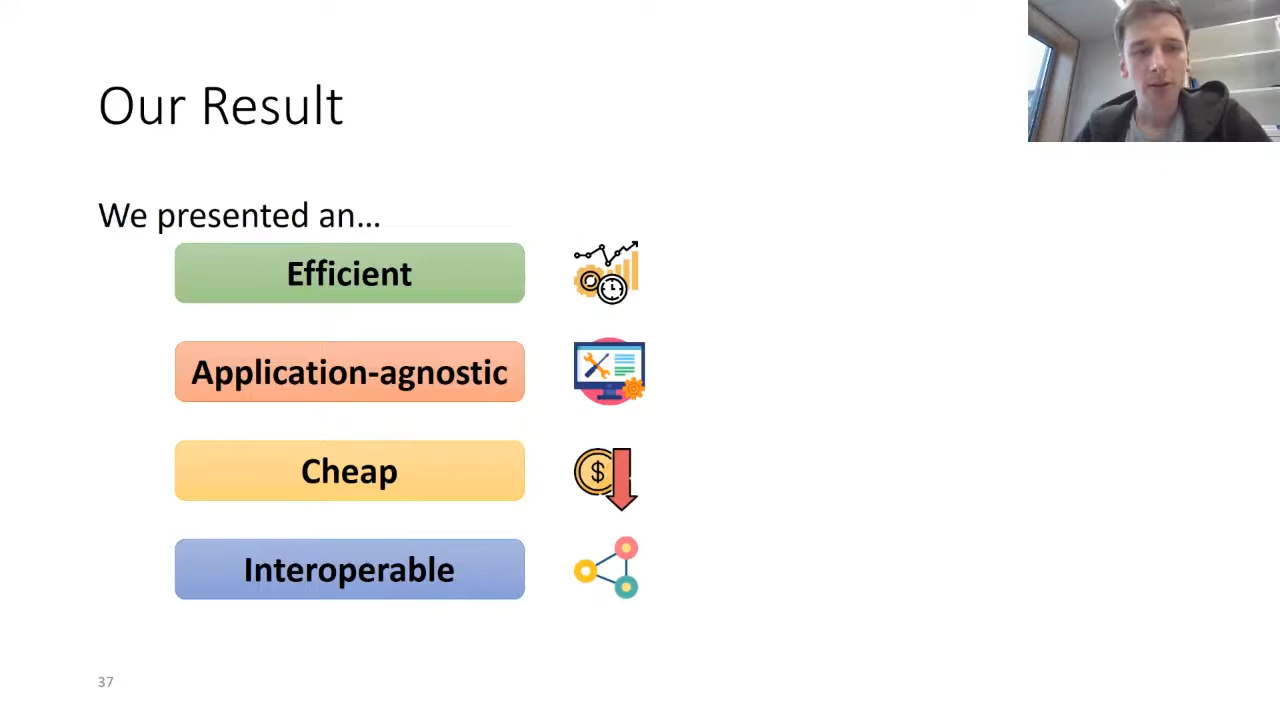 Our Result
We presented an...
Efficient
Application-agnostic
Cheap
$
Interoperable
37